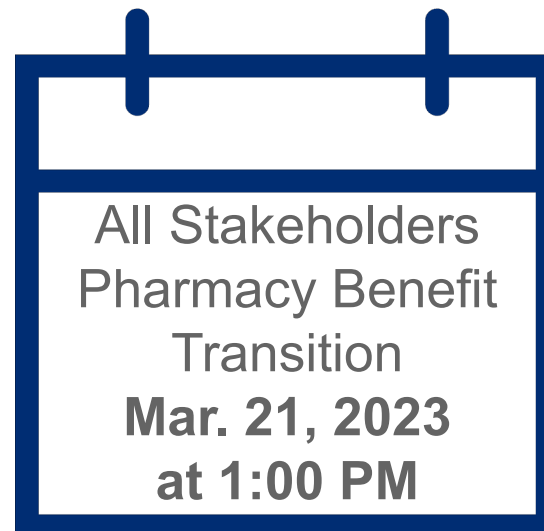 All Stakeholders
Pharmacy Benefit
Transition
Mar. 21, 2023
at 1:00 PM